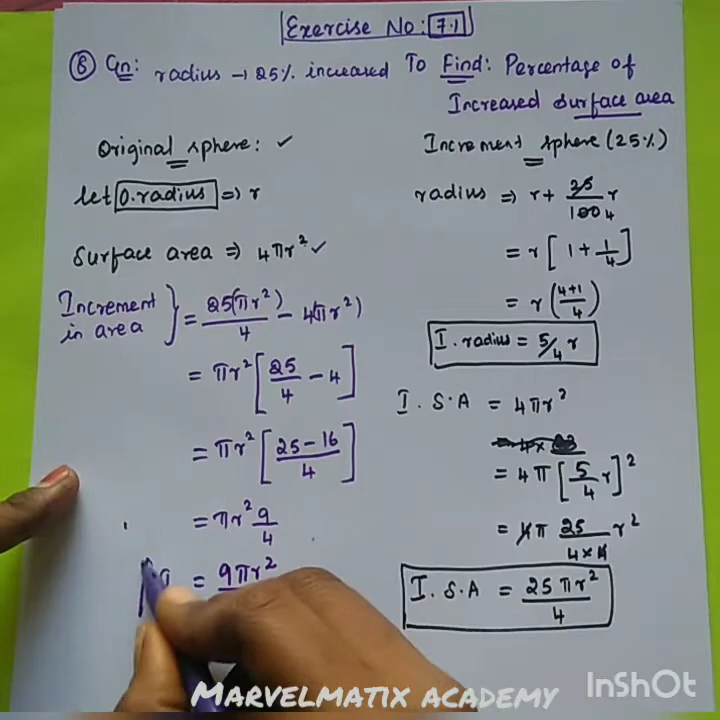 Exercise No: 7.1
⑧ Gn: radius → 25% increased To Find: Percentage of
Increased surface area
Original sphere: ✓
let O.radius ⇒ r
Surface area ⇒ 4πr² ✓
Increment in area } = 25(πr²)/4 − 4(πr²)
= πr² [25/4 − 4]
= πr² [(25−16)/4]
= πr² 9/4
= 9πr²
Increment sphere (25%)
radius ⇒ r + 25/100 4 r
= r [1 + 1/4]
= r (4+1/4)
I. radius = 5/4 r
I. S.A = 4πr²
= 4π [5/4 r]²
= 4π 25/4×4 r²
I. S.A = 25πr²/4
MARVELMATIX ACADEMY
InShOt